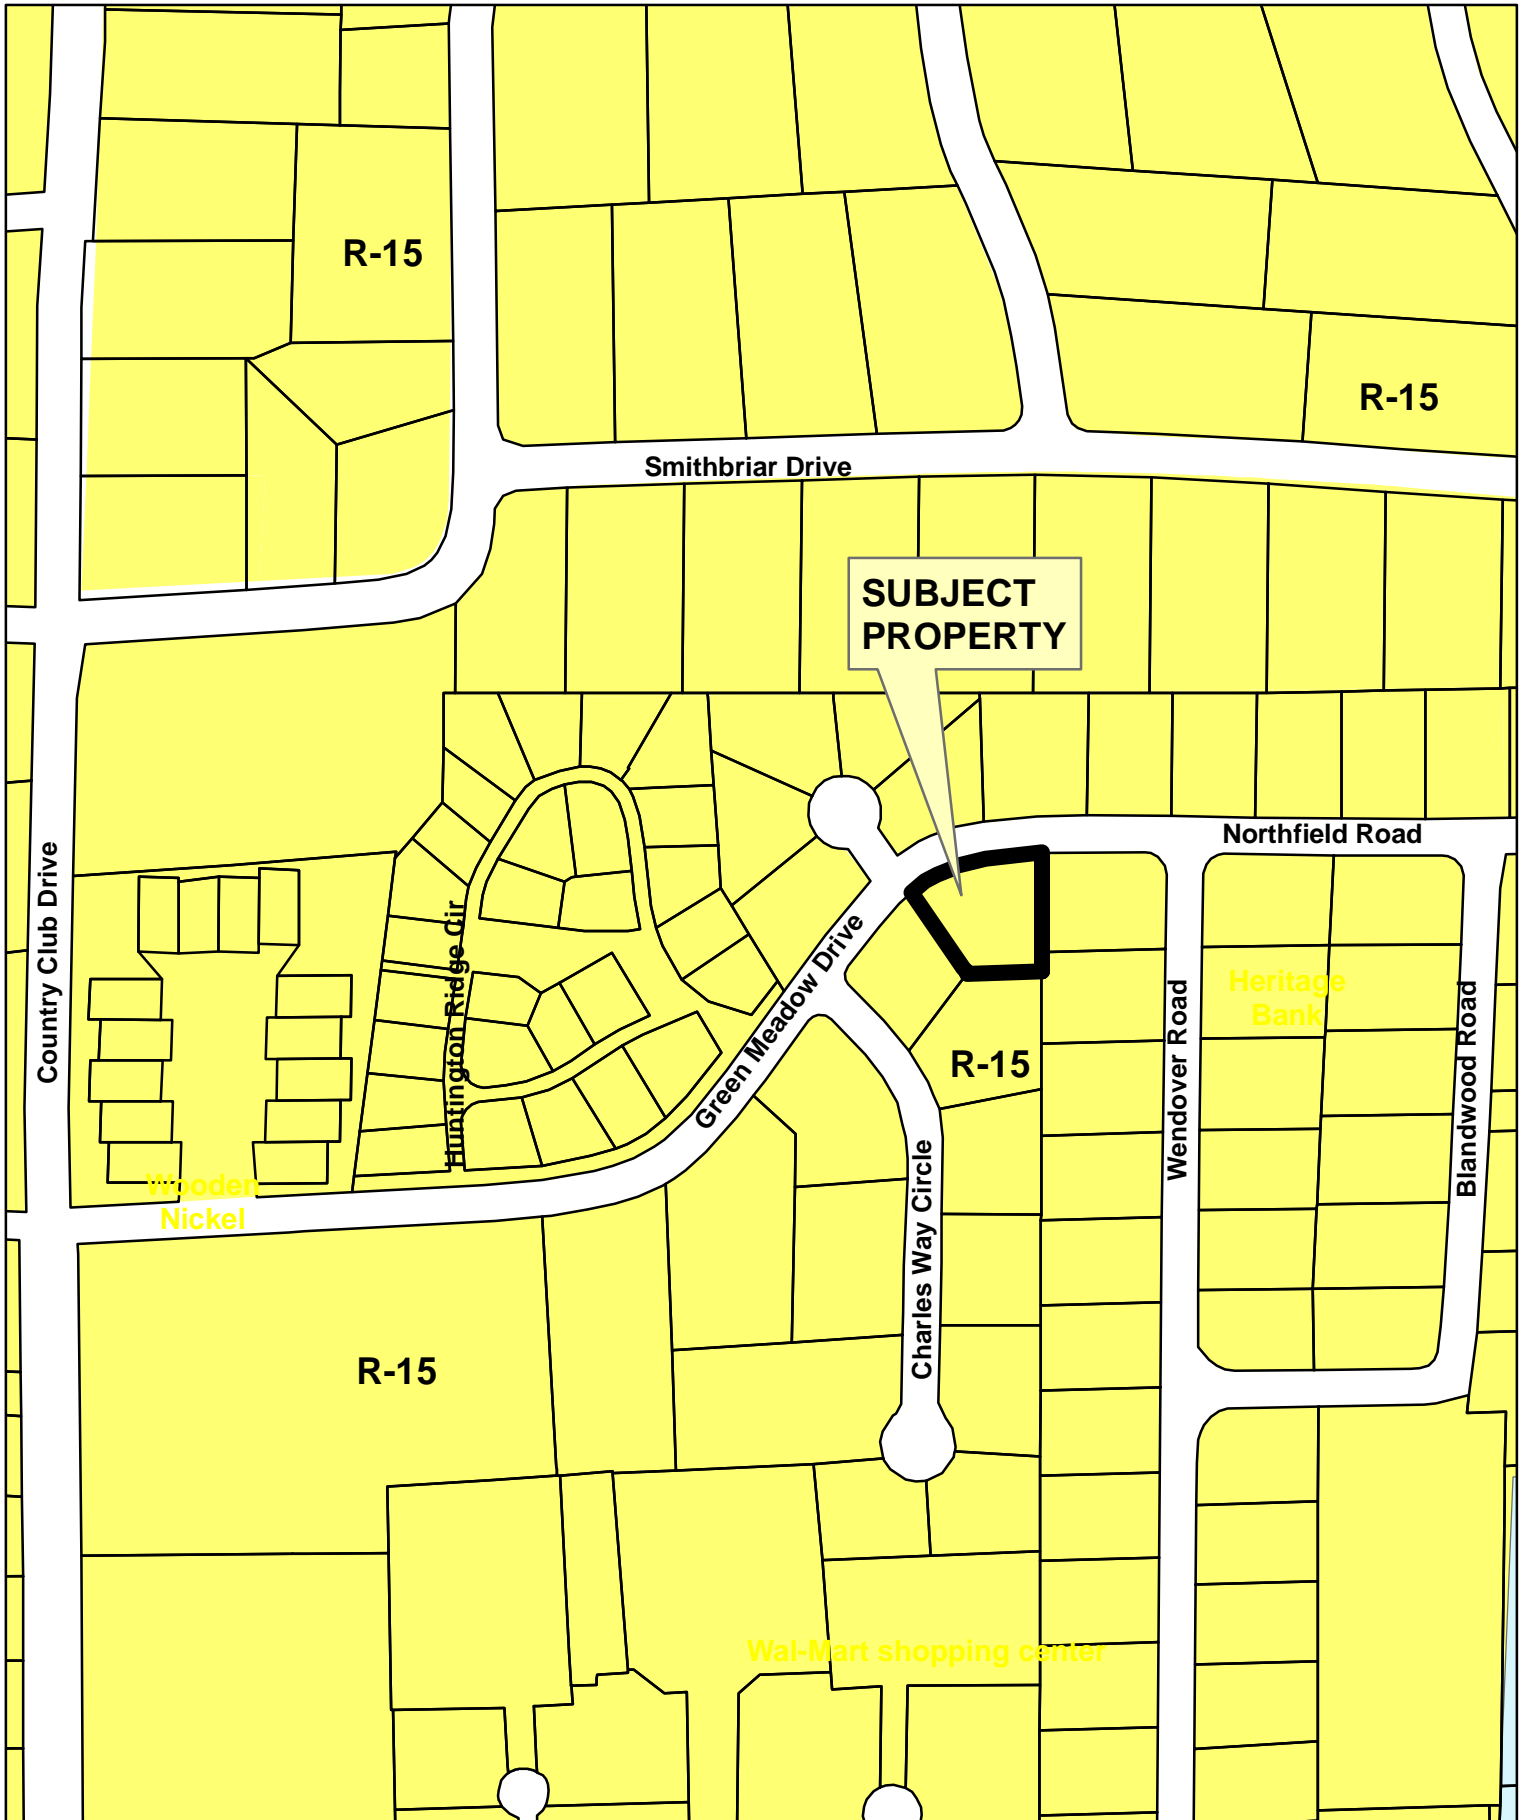 R-15
R-15
Smithbriar Drive
SUBJECT
PROPERTY
Northfield Road
Country Club Drive
Huntington Ridge Cir
Green Meadow Drive
Heritage
Bank
Wendover Road
Blandwood Road
R-15
Charles Way Circle
Wooden
Nickel
R-15
Wal-Mart shopping center